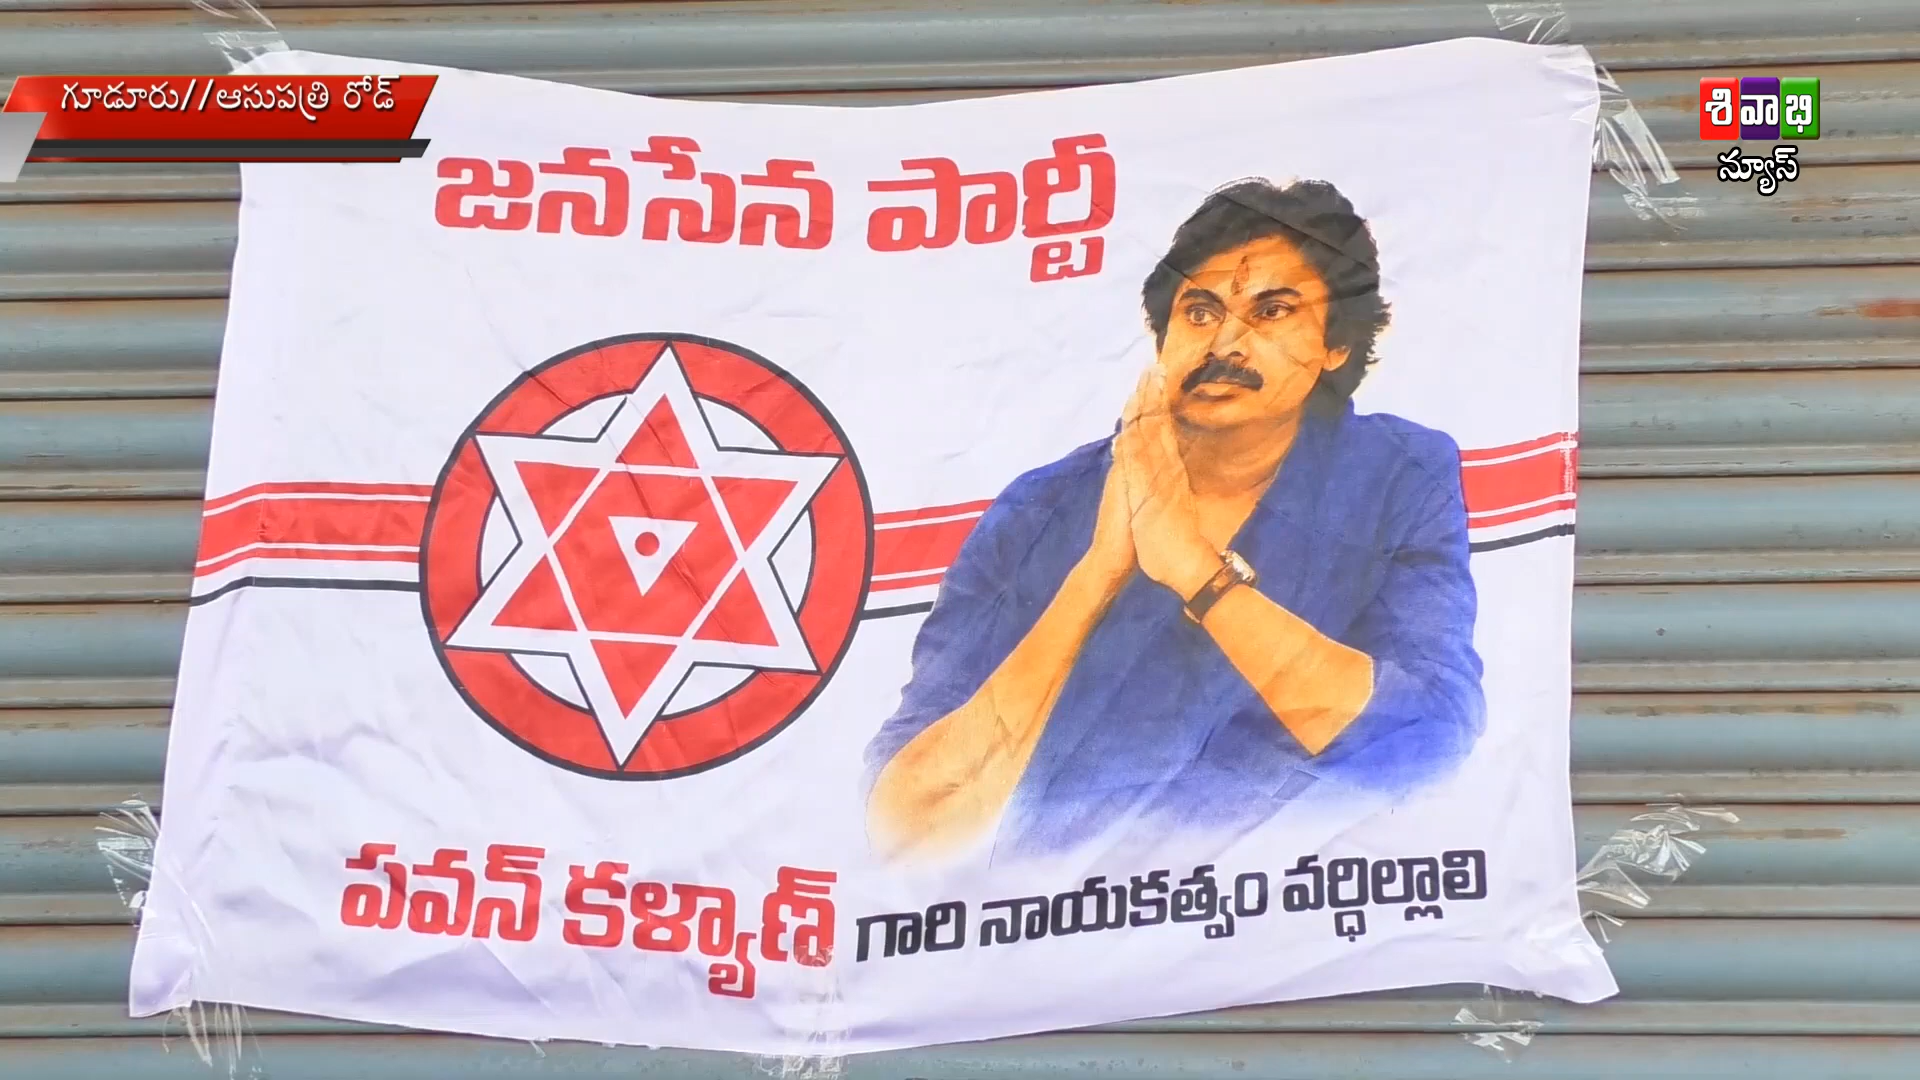 గూడూరు//ఆసుపత్రి రోడ్
శివాభి
న్యూస్
జనసేన పార్టీ
పవన్ కళ్యాణ్ గారి నాయకత్వం వర్ధిల్లాలి